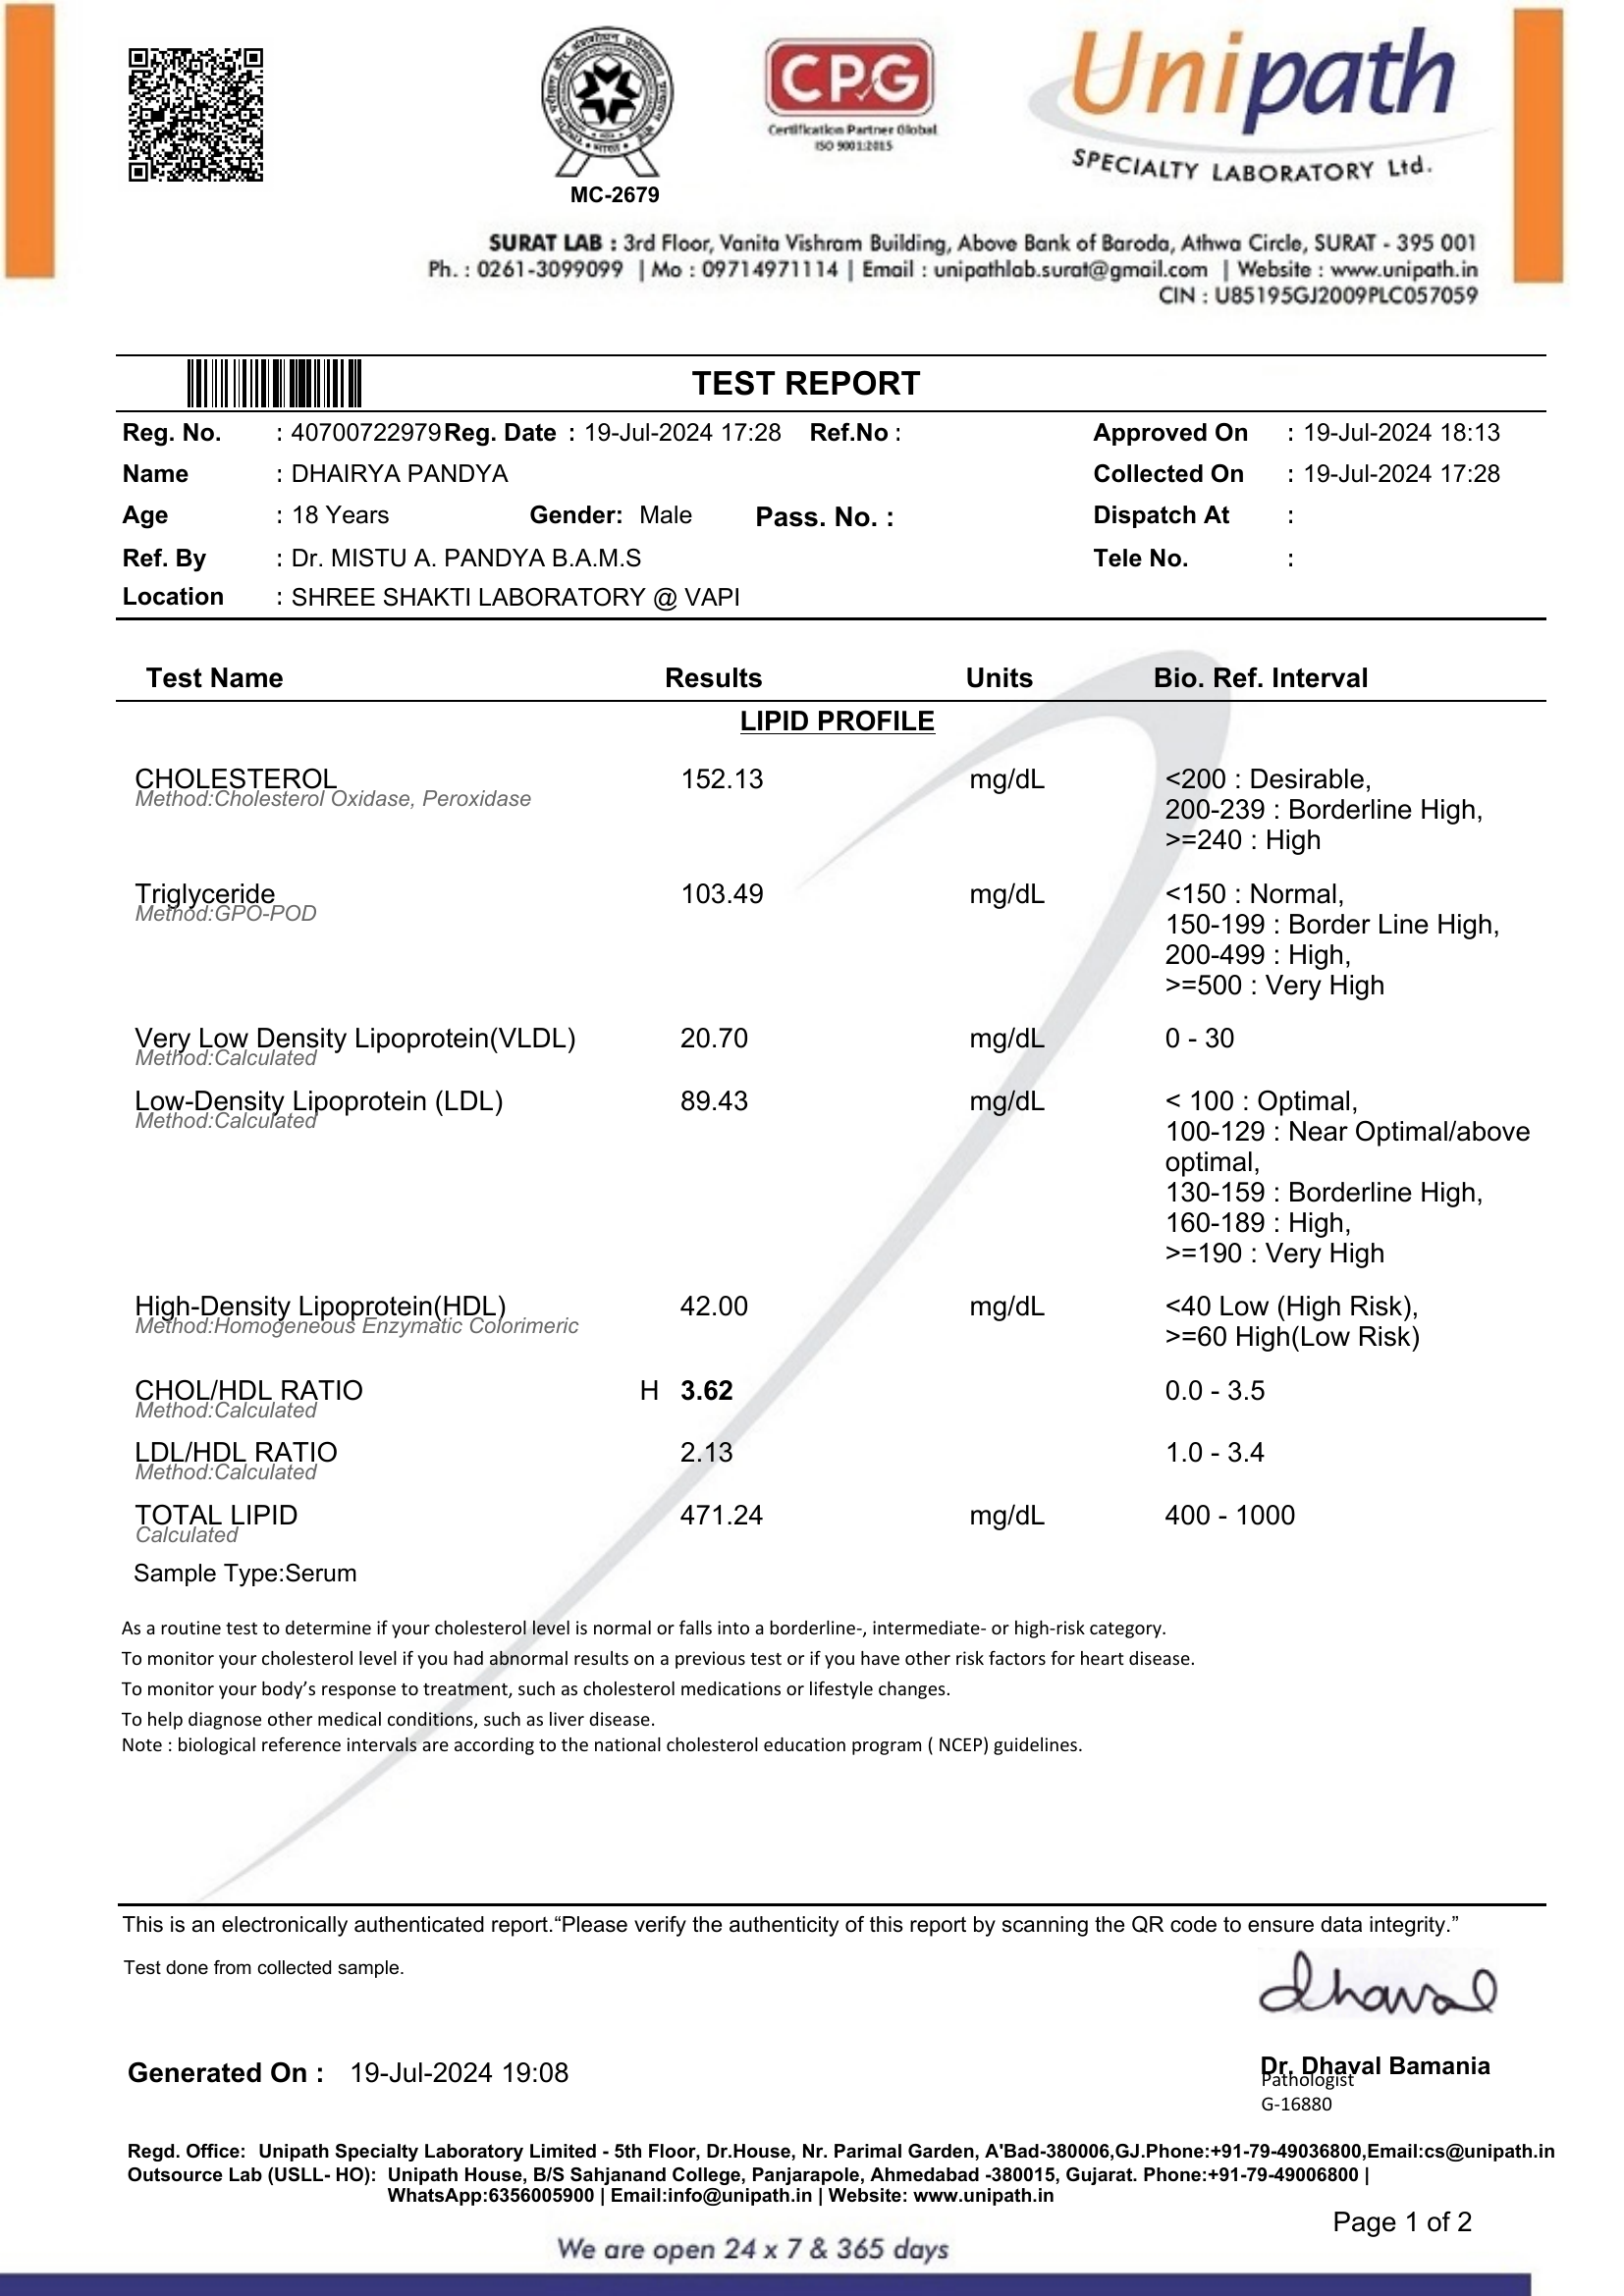 MC-2679
CPG
Certification Partner Global
ISO 9001:2015
Unipath
SPECIALTY LABORATORY Ltd.
SURAT LAB : 3rd Floor, Vanita Vishram Building, Above Bank of Baroda, Athwa Circle, SURAT - 395 001
Ph. : 0261-3099099 | Mo : 09714971114 | Email : unipathlab.surat@gmail.com | Website : www.unipath.in
CIN : U85195GJ2009PLC057059
TEST REPORT
Reg. No. : 40700722979 Reg. Date : 19-Jul-2024 17:28 Ref.No : Approved On : 19-Jul-2024 18:13
Name : DHAIRYA PANDYA Collected On : 19-Jul-2024 17:28
Age : 18 Years Gender: Male Pass. No. : Dispatch At :
Ref. By : Dr. MISTU A. PANDYA B.A.M.S Tele No. :
Location : SHREE SHAKTI LABORATORY @ VAPI
Test Name Results Units Bio. Ref. Interval
LIPID PROFILE
CHOLESTEROL 152.13 mg/dL <200 : Desirable,
Method:Cholesterol Oxidase, Peroxidase
200-239 : Borderline High,
>=240 : High
Triglyceride 103.49 mg/dL <150 : Normal,
Method:GPO-POD
150-199 : Border Line High,
200-499 : High,
>=500 : Very High
Very Low Density Lipoprotein(VLDL) 20.70 mg/dL 0 - 30
Method:Calculated
Low-Density Lipoprotein (LDL) 89.43 mg/dL < 100 : Optimal,
Method:Calculated
100-129 : Near Optimal/above
optimal,
130-159 : Borderline High,
160-189 : High,
>=190 : Very High
High-Density Lipoprotein(HDL) 42.00 mg/dL <40 Low (High Risk),
Method:Homogeneous Enzymatic Colorimeric
>=60 High(Low Risk)
CHOL/HDL RATIO H 3.62 0.0 - 3.5
Method:Calculated
LDL/HDL RATIO 2.13 1.0 - 3.4
Method:Calculated
TOTAL LIPID 471.24 mg/dL 400 - 1000
Calculated
Sample Type:Serum
As a routine test to determine if your cholesterol level is normal or falls into a borderline-, intermediate- or high-risk category.
To monitor your cholesterol level if you had abnormal results on a previous test or if you have other risk factors for heart disease.
To monitor your body’s response to treatment, such as cholesterol medications or lifestyle changes.
To help diagnose other medical conditions, such as liver disease.
Note : biological reference intervals are according to the national cholesterol education program ( NCEP) guidelines.
This is an electronically authenticated report.“Please verify the authenticity of this report by scanning the QR code to ensure data integrity.”
Test done from collected sample.
dhaval
Generated On : 19-Jul-2024 19:08
Dr. Dhaval Bamania
Pathologist
G-16880
Regd. Office: Unipath Specialty Laboratory Limited - 5th Floor, Dr.House, Nr. Parimal Garden, A'Bad-380006,GJ.Phone:+91-79-49036800,Email:cs@unipath.in
Outsource Lab (USLL- HO): Unipath House, B/S Sahjanand College, Panjarapole, Ahmedabad -380015, Gujarat. Phone:+91-79-49006800 |
WhatsApp:6356005900 | Email:info@unipath.in | Website: www.unipath.in
Page 1 of 2
We are open 24 x 7 & 365 days